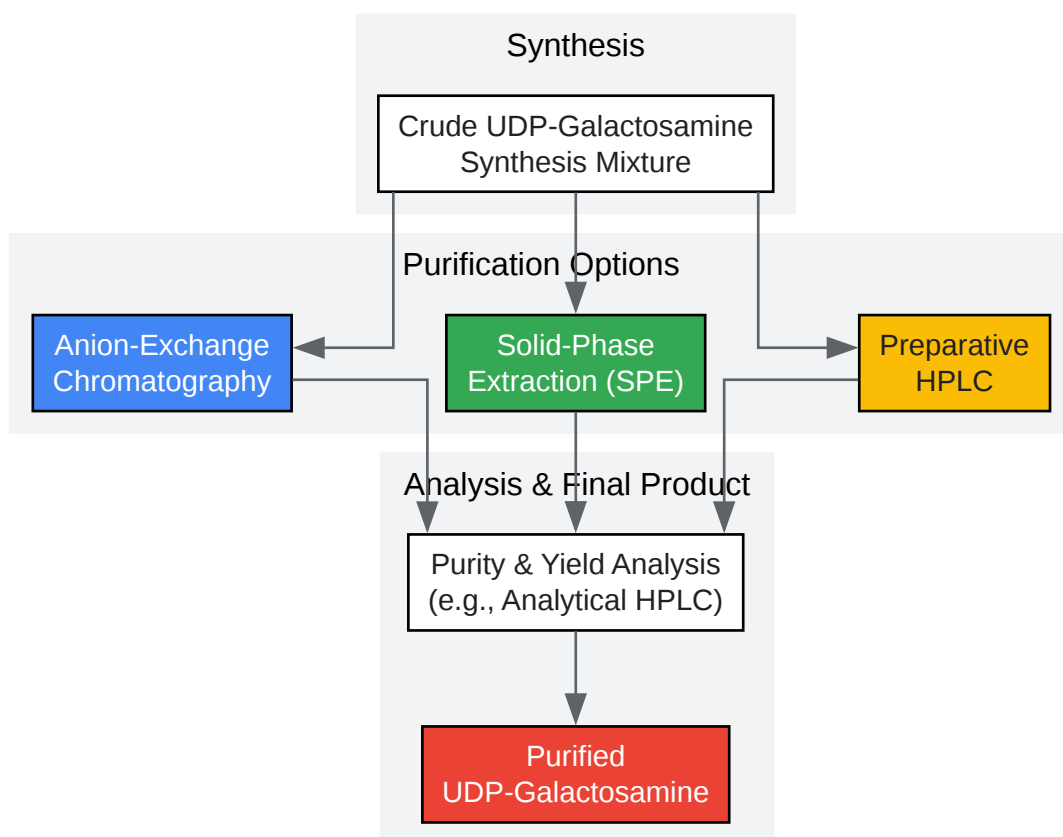 Synthesis
Crude UDP-Galactosamine
Synthesis Mixture
Purification Options
Anion-Exchange
Chromatography
Solid-Phase
Extraction (SPE)
Preparative
HPLC
Analysis & Final Product
Purity & Yield Analysis
(e.g., Analytical HPLC)
Purified
UDP-Galactosamine